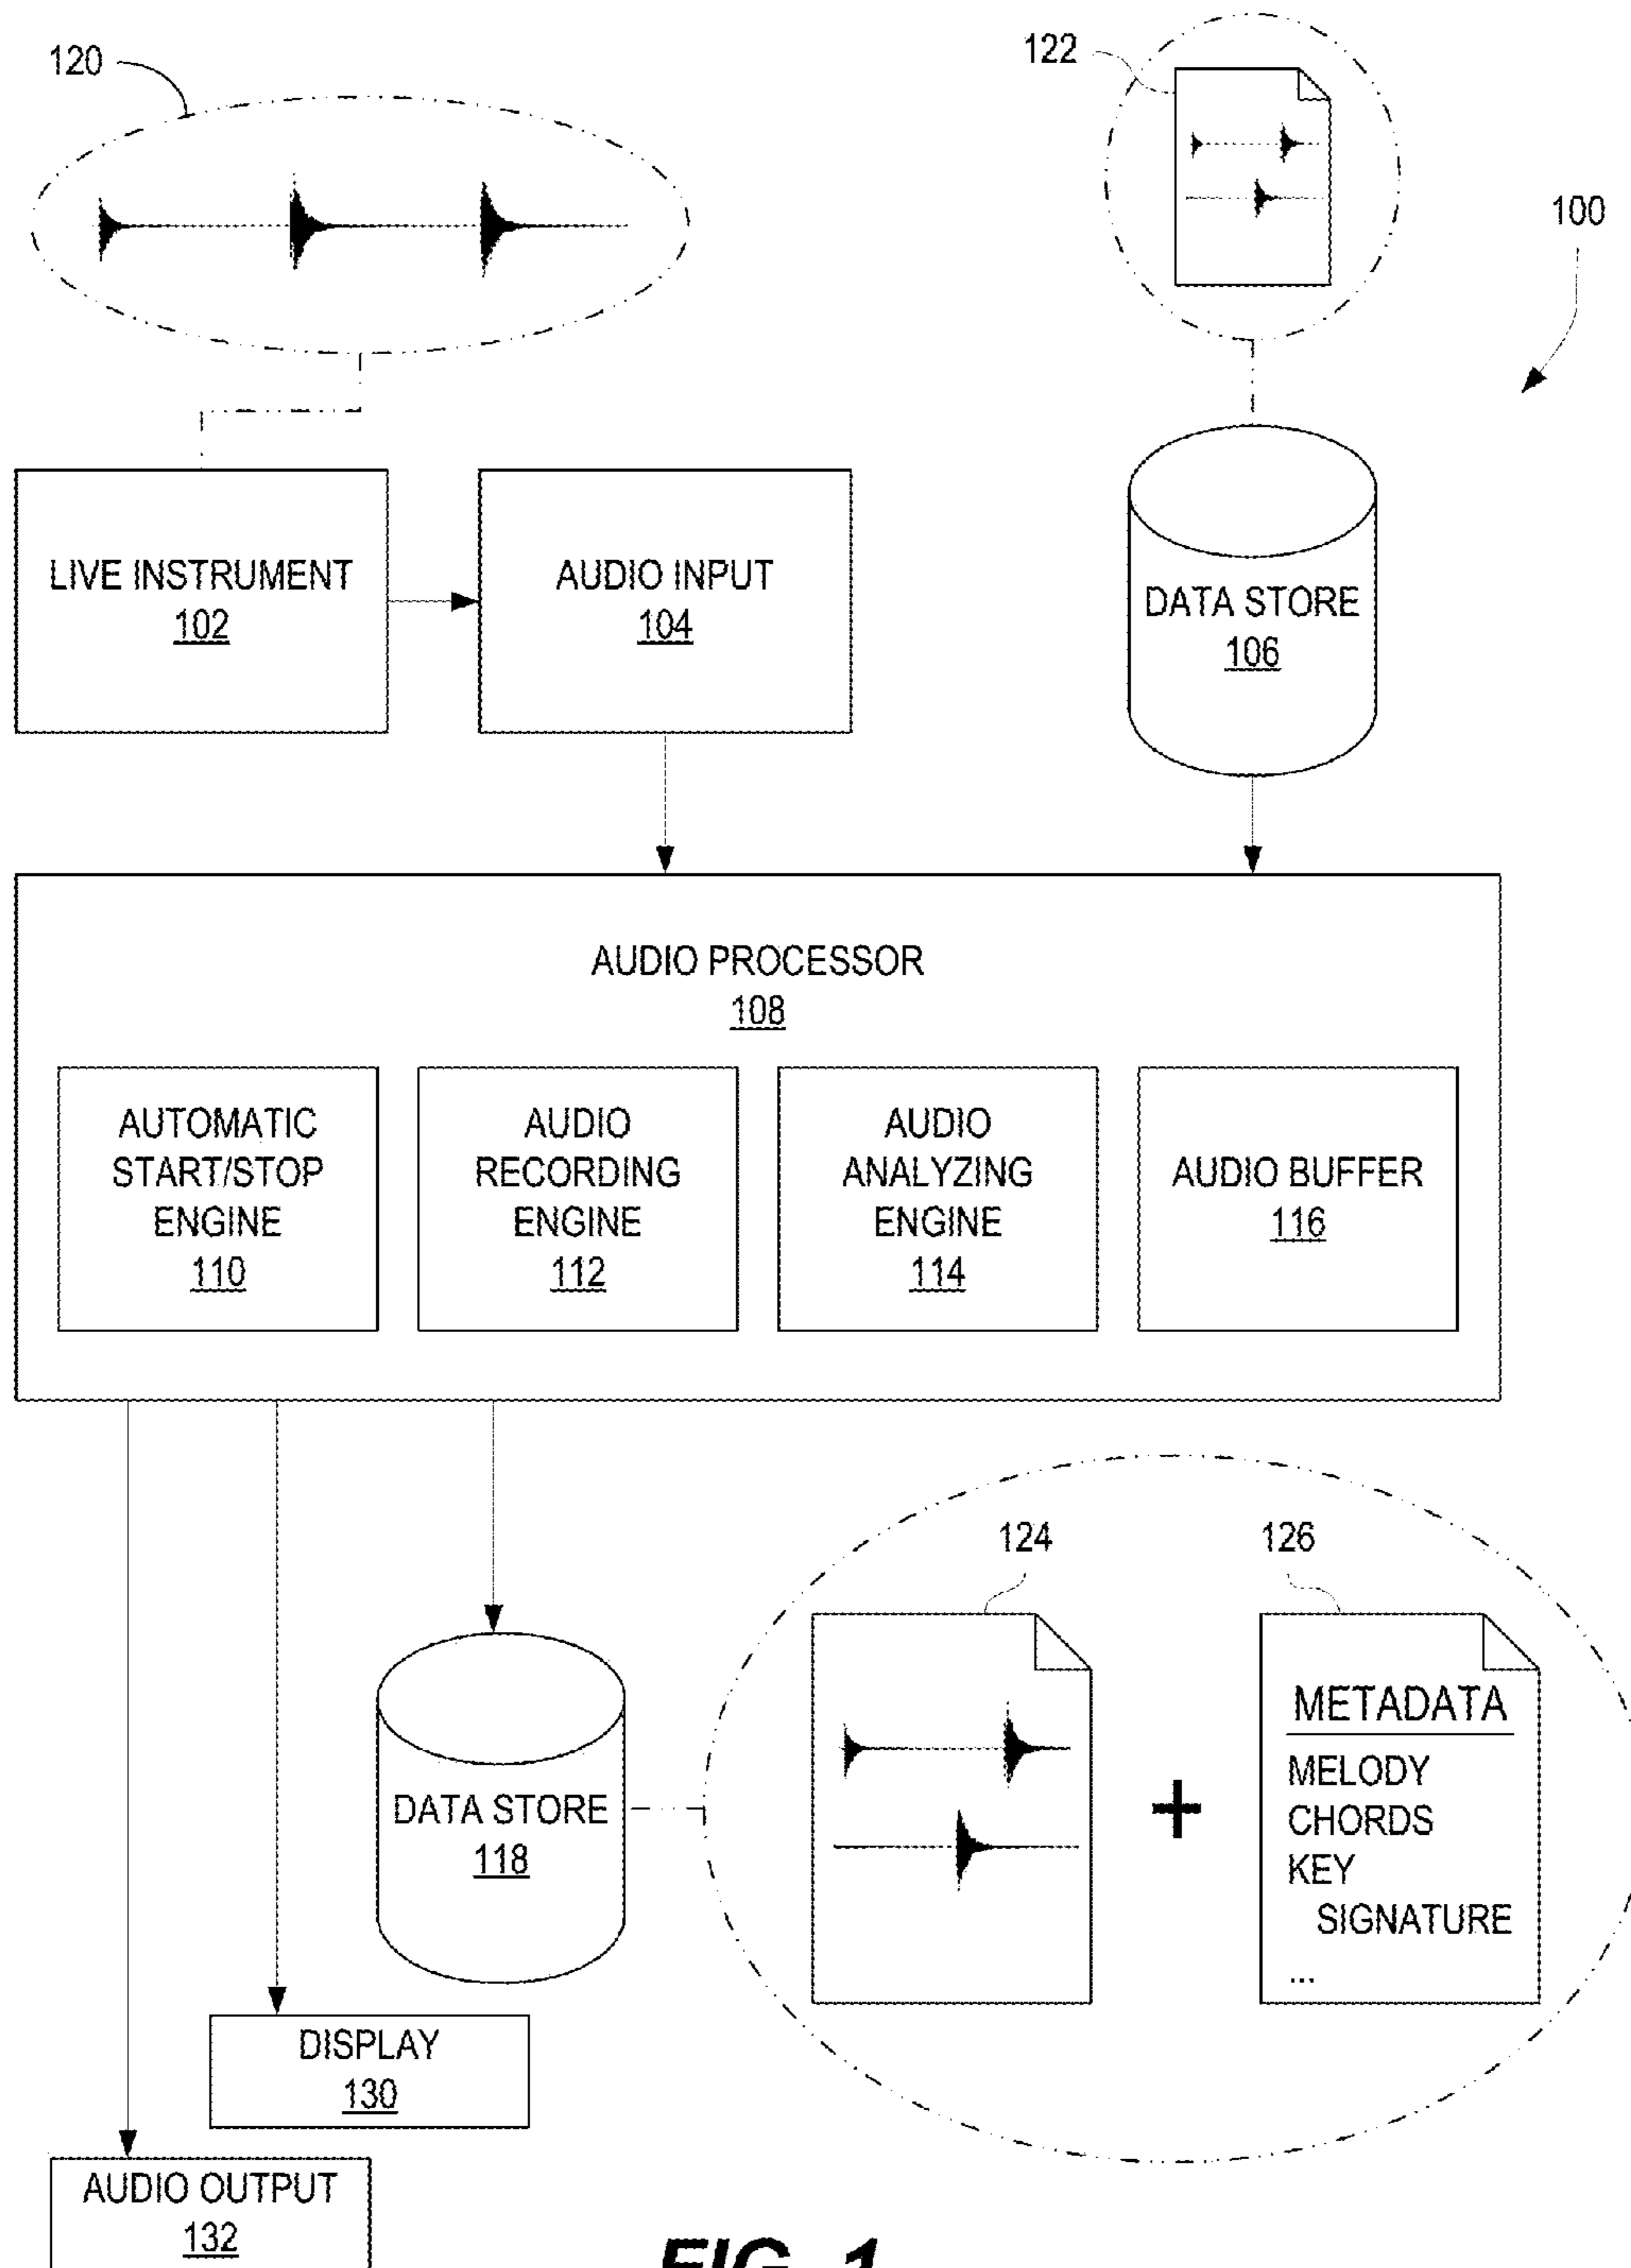 120
122
100
LIVE INSTRUMENT
102
AUDIO INPUT
104
DATA STORE
106
AUDIO PROCESSOR
108
AUTOMATIC
START/STOP
ENGINE
110
AUDIO
RECORDING
ENGINE
112
AUDIO
ANALYZING
ENGINE
114
AUDIO BUFFER
116
124
126
METADATA
MELODY
CHORDS
KEY
SIGNATURE
...
+
DATA STORE
118
DISPLAY
130
AUDIO OUTPUT
132
FIG. 1